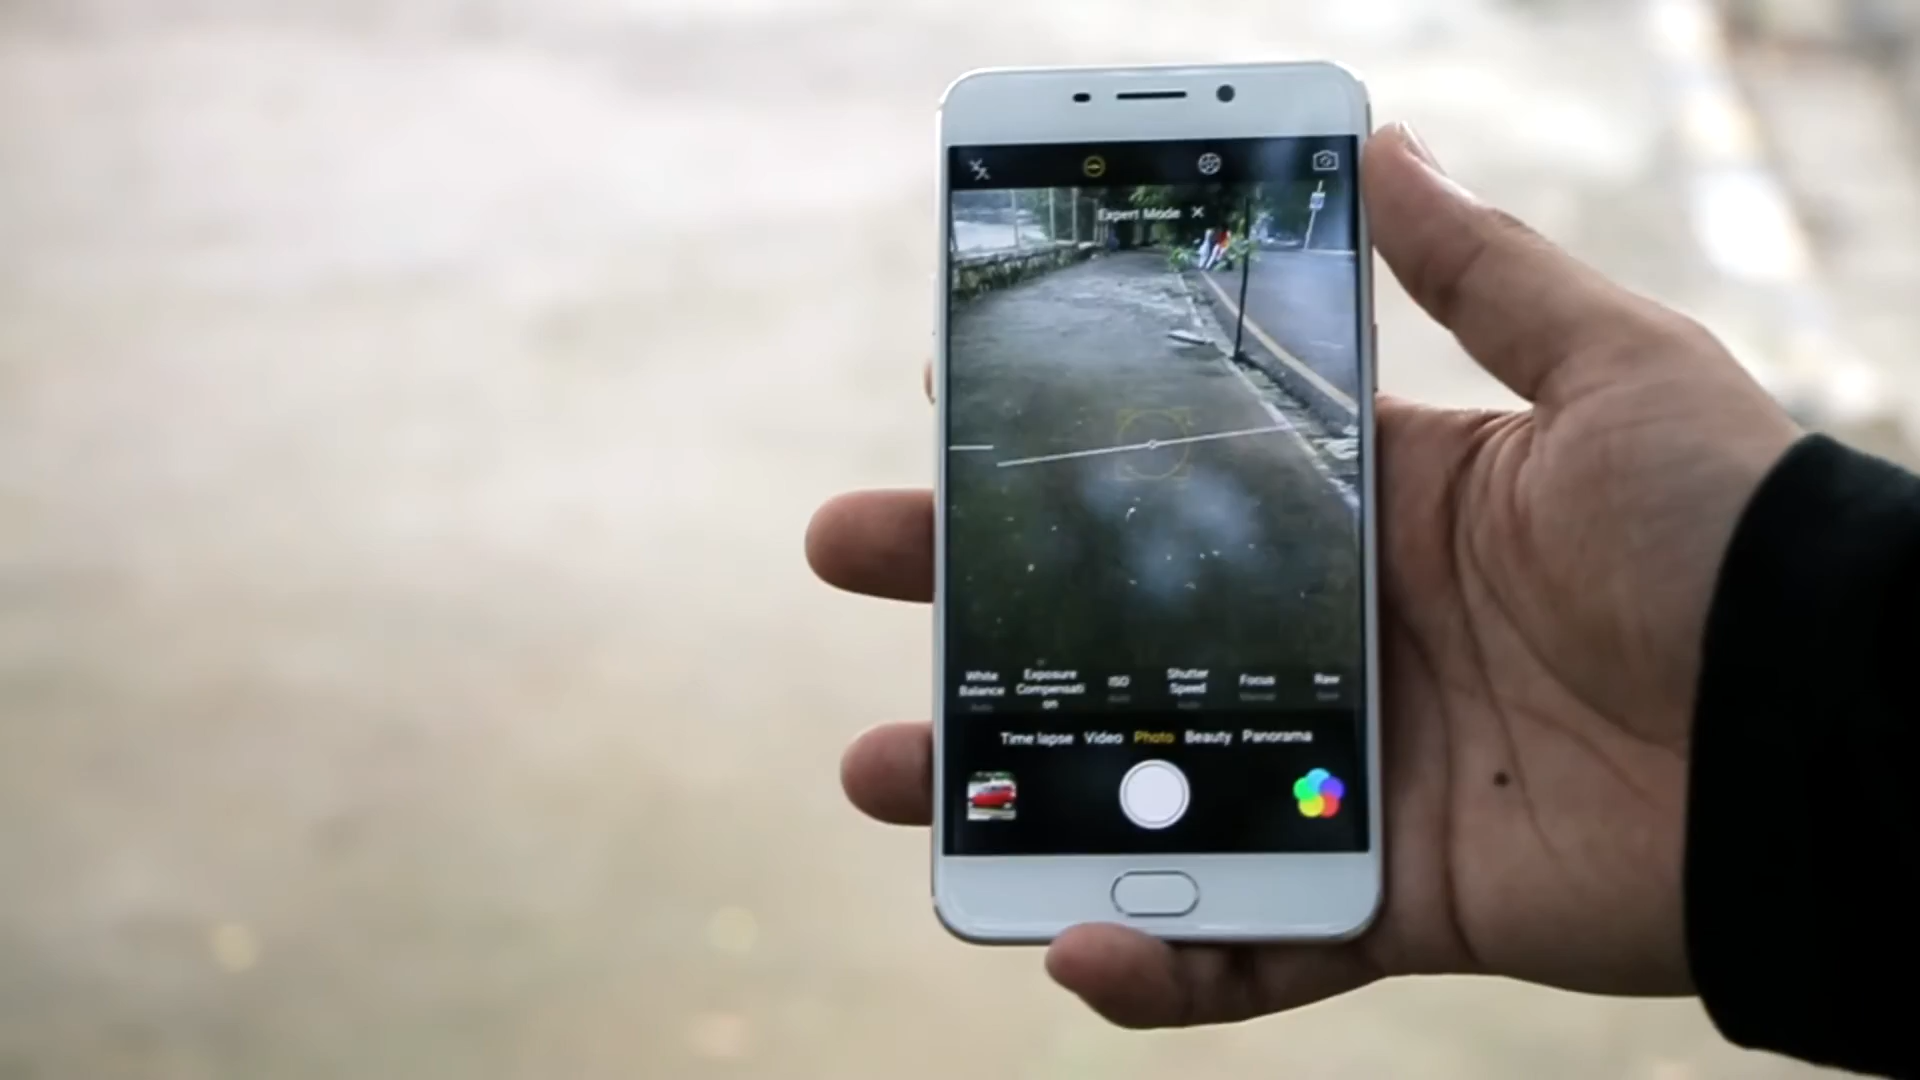 Expert Mode ✕
White Balance
Exposure Compensati on
ISO
Shutter Speed
Focus
Raw
Time lapse Video Photo Beauty Panorama